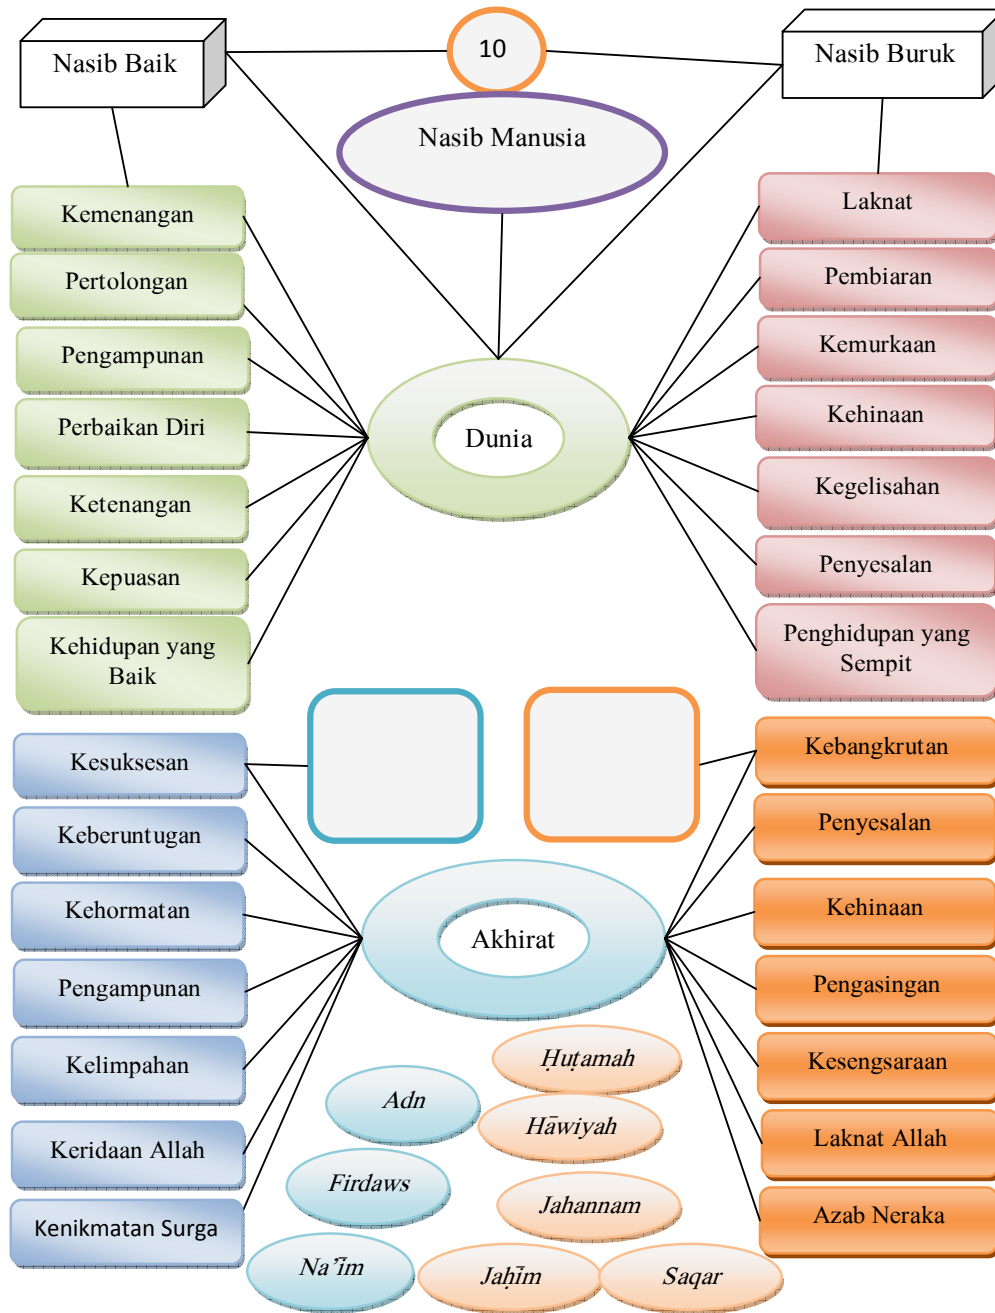 Nasib Baik
10
Nasib Buruk
Nasib Manusia
Kemenangan
Pertolongan
Pengampunan
Perbaikan Diri
Ketenangan
Kepuasan
Kehidupan yang
Baik
Dunia
Laknat
Pembiaran
Kemurkaan
Kehinaan
Kegelisahan
Penyesalan
Penghidupan yang
Sempit
Kesuksesan
Keberuntugan
Kehormatan
Pengampunan
Kelimpahan
Keridaan Allah
Kenikmatan Surga
Akhirat
Kebangkrutan
Penyesalan
Kehinaan
Pengasingan
Kesengsaraan
Laknat Allah
Azab Neraka
Adn
Firdaws
Na’īm
Ḥuṭamah
Hāwiyah
Jahannam
Jaḥīm
Saqar